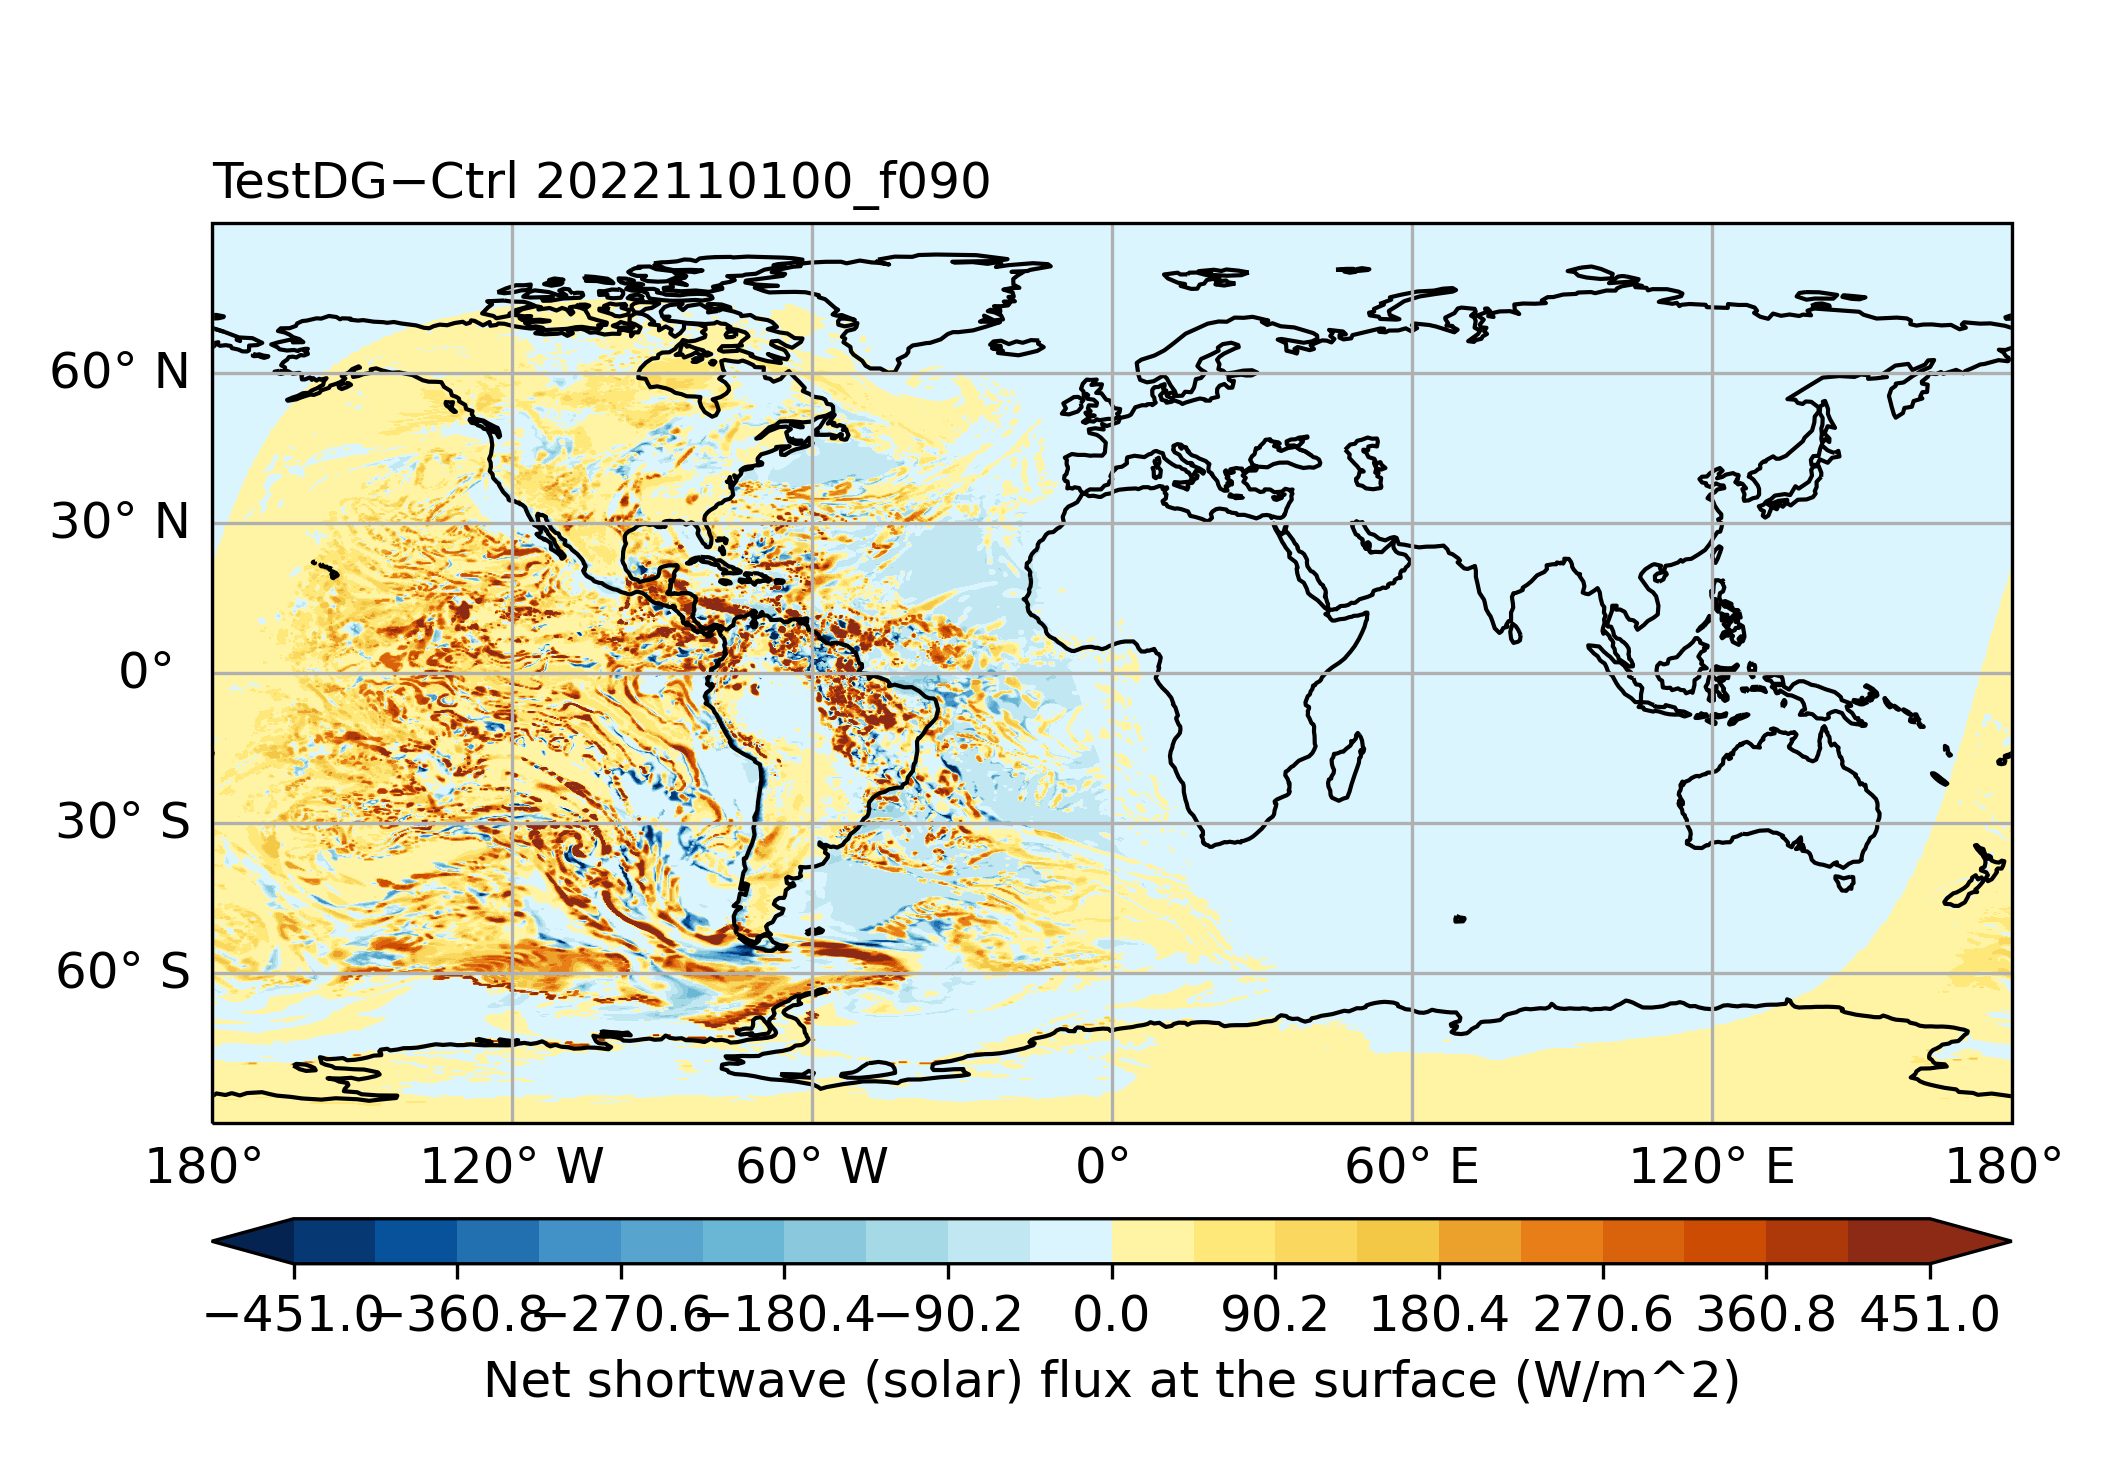 TestDG−Ctrl 2022110100_f090
60° N
30° N
0°
30° S
60° S
180° 120° W 60° W 0° 60° E 120° E 180°
−451.0 −360.8 −270.6 −180.4 −90.2 0.0 90.2 180.4 270.6 360.8 451.0
Net shortwave (solar) flux at the surface (W/m^2)